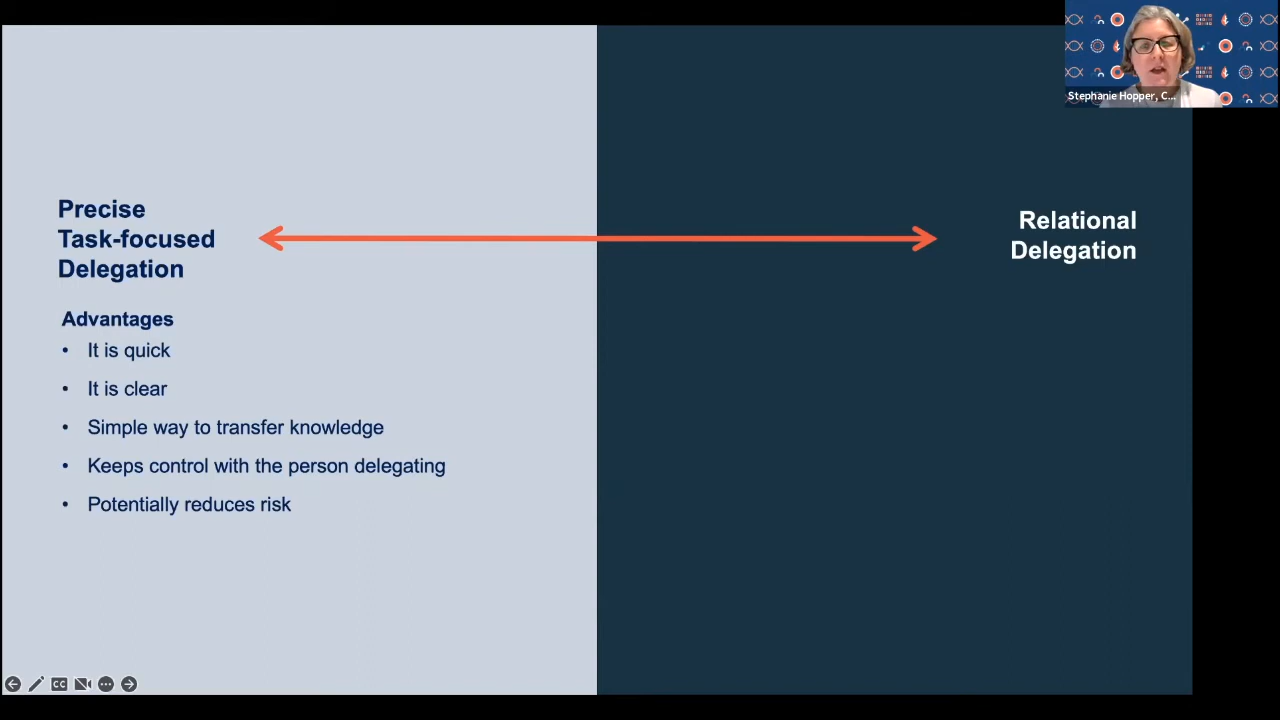 Stephanie Hopper, C...
Precise
Task-focused
Delegation
Relational
Delegation
Advantages
• It is quick
• It is clear
• Simple way to transfer knowledge
• Keeps control with the person delegating
• Potentially reduces risk
CC